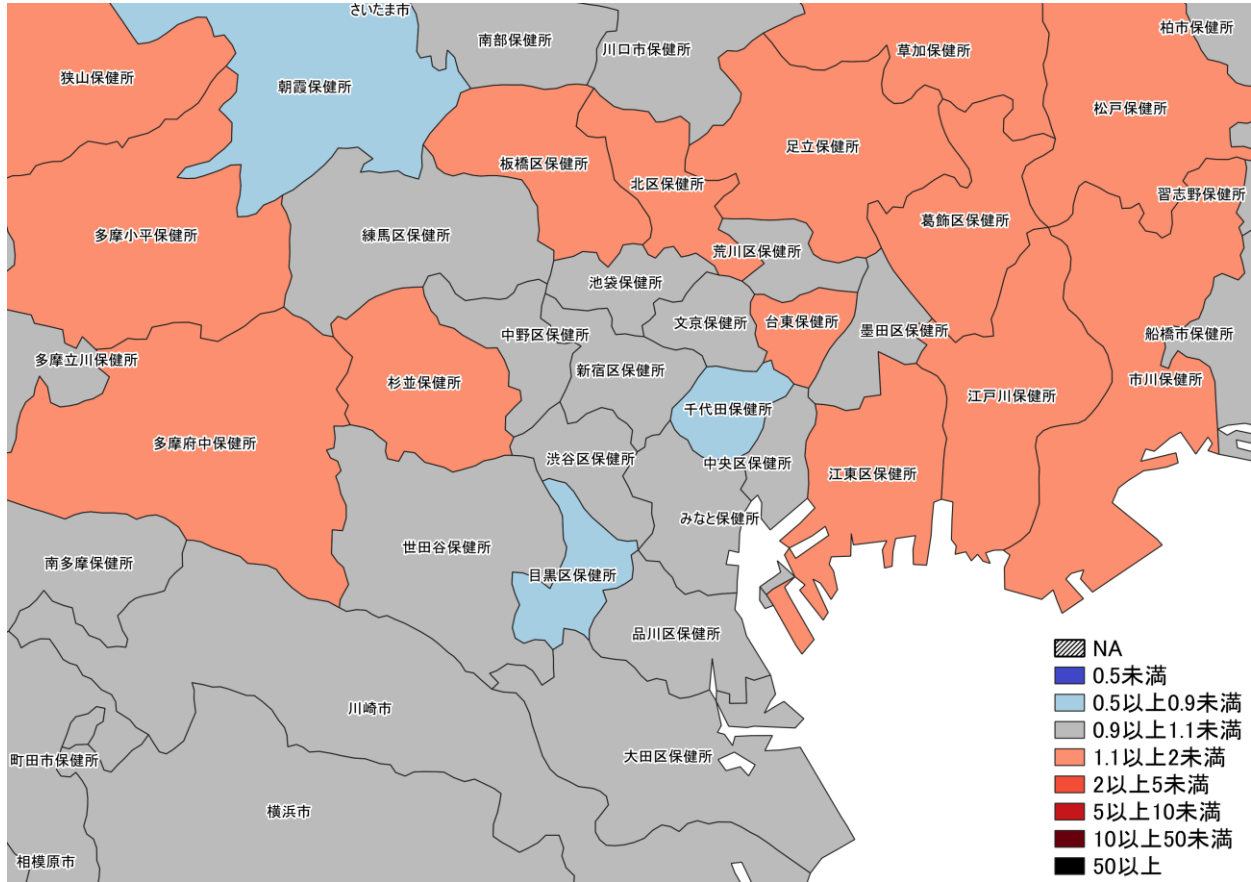 さいたま市
南部保健所
川口市保健所
草加保健所
柏市保健所
狭山保健所
朝霞保健所
松戸保健所
板橋区保健所
足立保健所
北区保健所
習志野保健所
多摩小平保健所
練馬区保健所
葛飾区保健所
荒川区保健所
池袋保健所
文京保健所
台東保健所
墨田区保健所
中野区保健所
船橋市保健所
多摩立川保健所
新宿区保健所
杉並保健所
市川保健所
江戸川保健所
千代田保健所
多摩府中保健所
渋谷区保健所
中央区保健所
江東区保健所
みなと保健所
世田谷保健所
南多摩保健所
目黒区保健所
品川区保健所
川崎市
大田区保健所
町田市保健所
横浜市
相模原市
NA
0.5未満
0.5以上0.9未満
0.9以上1.1未満
1.1以上2未満
2以上5未満
5以上10未満
10以上50未満
50以上